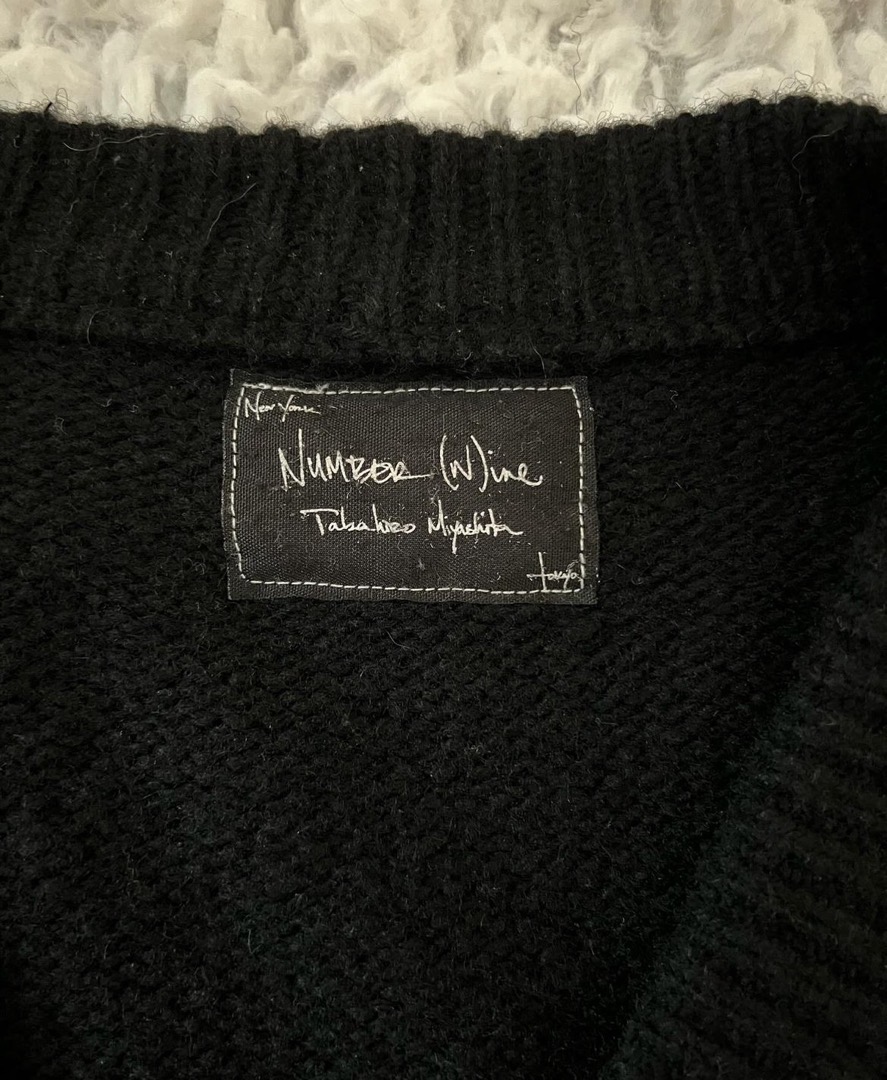 New York
NUMBER (N)ine
Takahiro Miyashita
tokyo